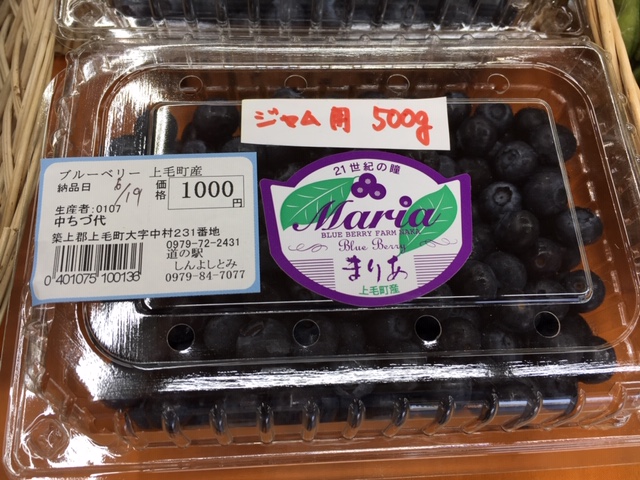 ジャム用 500g
ブルーベリー 上毛町産
納品日 6/19
価格 1000円
生産者:0107
中ちづ代
築上郡上毛町大字中村231番地
0979-72-2431
道の駅
しんよしとみ
0979-84-7077
0401075100136
21世紀の瞳
Maria
BLUE BERRY FARM NAKA
Blue Berry
まりあ
上毛町産